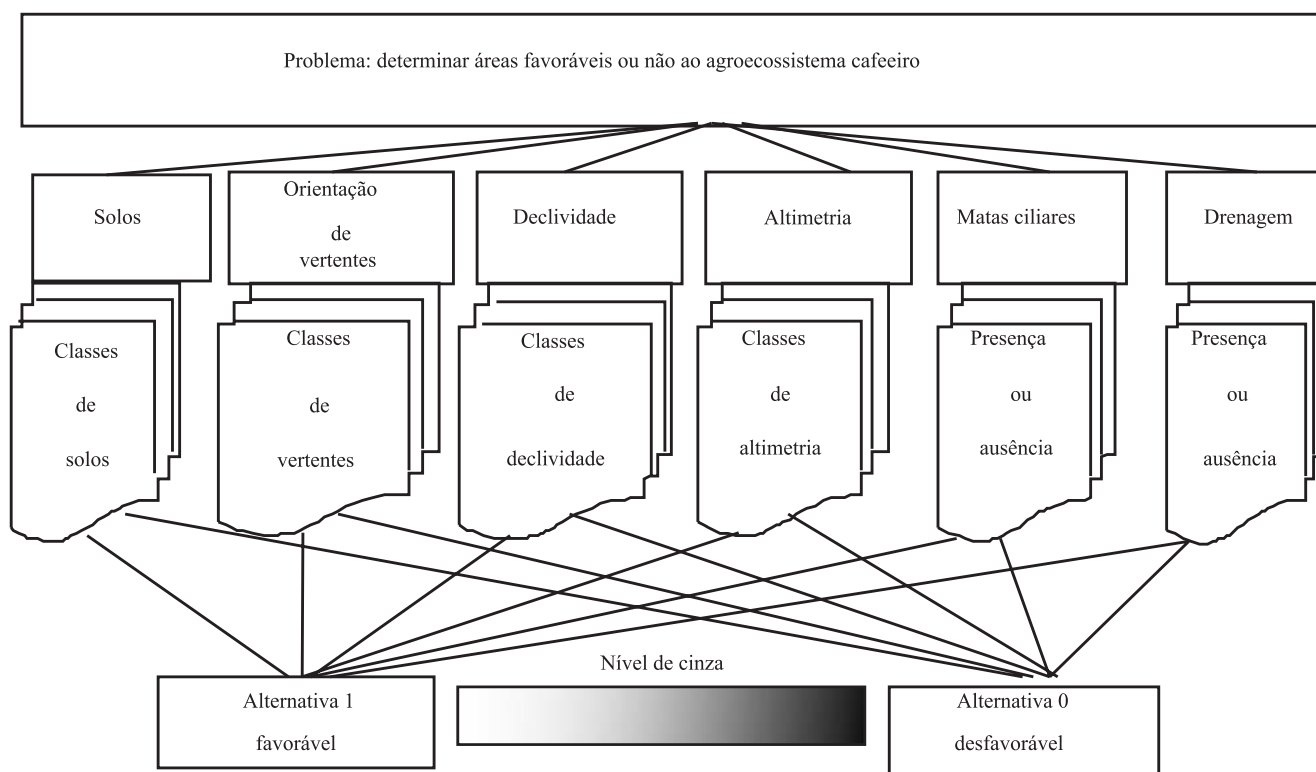 Problema: determinar áreas favoráveis ou não ao agroecossistema cafeeiro
Solos
Orientação
de
vertentes
Declividade
Altimetria
Matas ciliares
Drenagem
Classes
de
solos
Classes
de
vertentes
Classes
de
declividade
Classes
de
altimetria
Presença
ou
ausência
Presença
ou
ausência
Nível de cinza
Alternativa 1
favorável
Alternativa 0
desfavorável